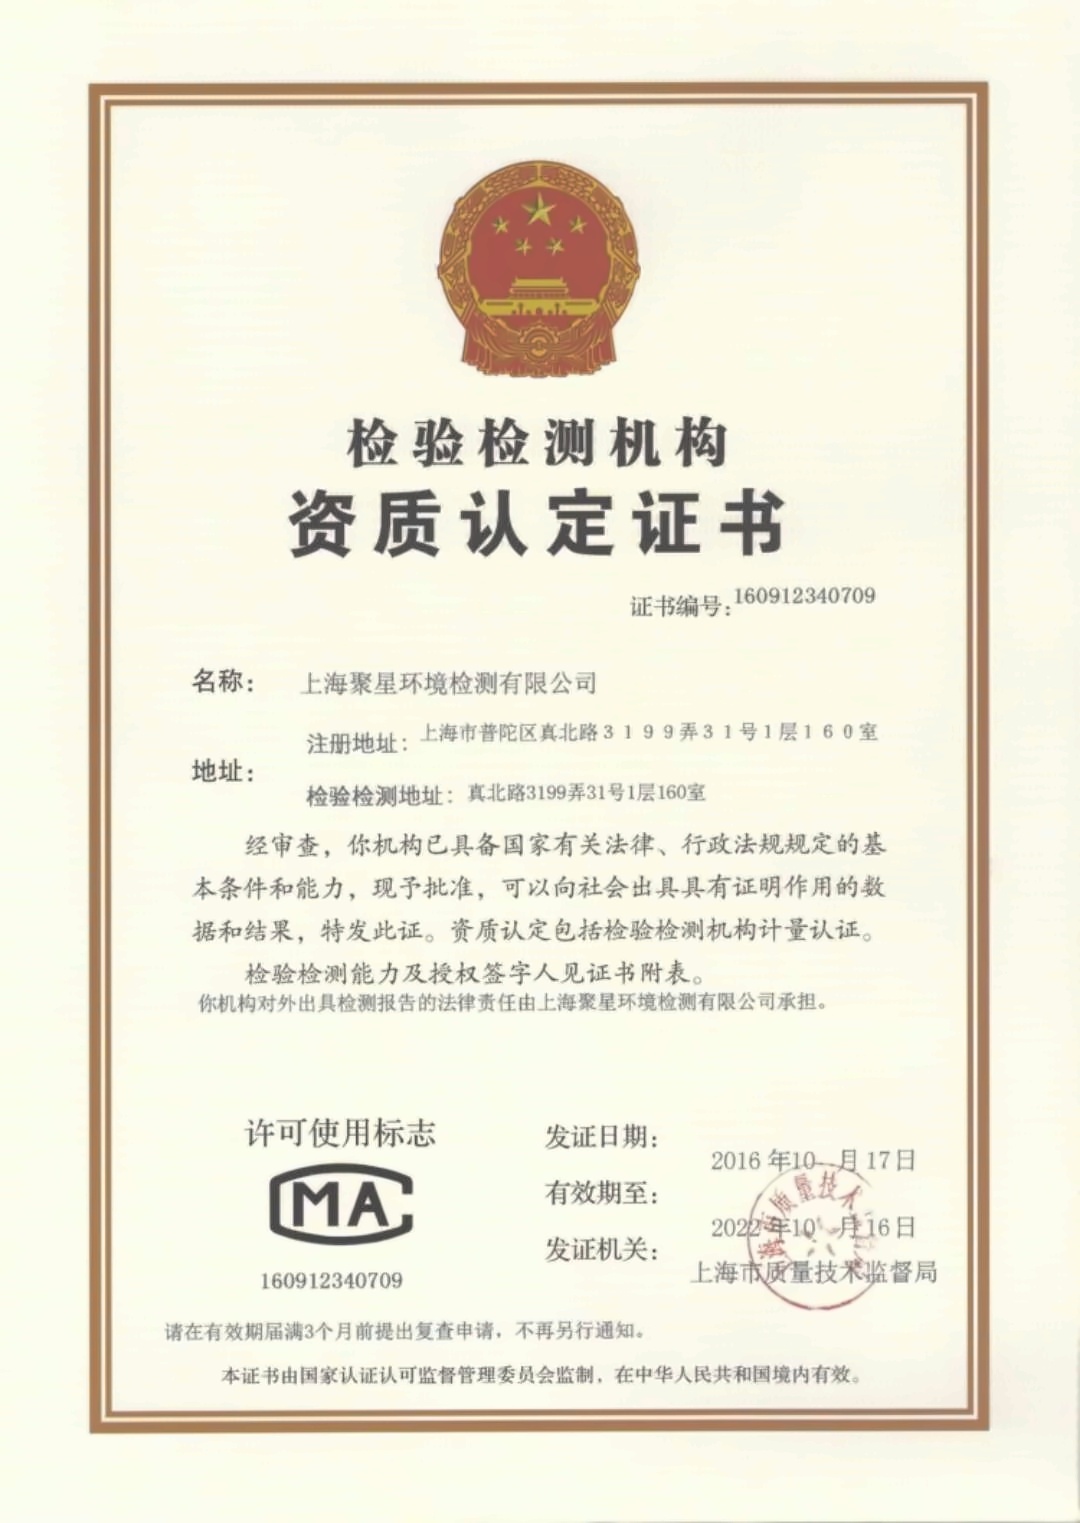 检验检测机构
资质认定证书
证书编号：160912340709
名称： 上海聚星环境检测有限公司
注册地址：上海市普陀区真北路３１９９弄３１号１层１６０室
地址：
检验检测地址：真北路3199弄31号1层160室
经审查，你机构已具备国家有关法律、行政法规规定的基
本条件和能力，现予批准，可以向社会出具具有证明作用的数
据和结果，特发此证。资质认定包括检验检测机构计量认证。
检验检测能力及授权签字人见证书附表。
你机构对外出具检测报告的法律责任由上海聚星环境检测有限公司承担。
许可使用标志
MA
160912340709
发证日期：
2016 年10 月 17日
有效期至：
2022 年10 月 16日
发证机关：
上海市质量技术监督局
请在有效期届满3个月前提出复查申请，不再另行通知。
本证书由国家认证认可监督管理委员会监制，在中华人民共和国境内有效。